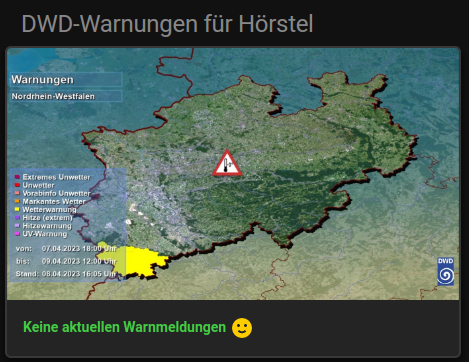 DWD-Warnungen für Hörstel
Warnungen
Nordrhein-Westfalen
Extremes Unwetter
Unwetter
Vorabinfo Unwetter
Markantes Wetter
Wetterwarnung
Hitze (extrem)
Hitzewarnung
UV-Warnung
von: 07.04.2023 18:00 Uhr
bis: 09.04.2023 12:00 Uhr
Stand: 08.04.2023 16:05 Uhr
DWD
Keine aktuellen Warnmeldungen